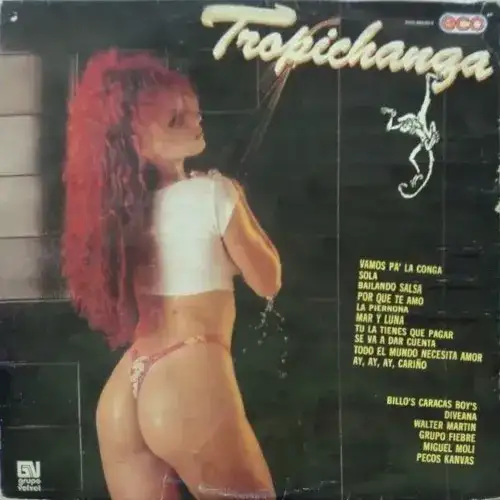 eco
Tropichanga
VAMOS PA' LA CONGA
SOLA
BAILANDO SALSA
POR QUE TE AMO
LA PIERNONA
MAR Y LUNA
TU LA TIENES QUE PAGAR
SE VA A DAR CUENTA
TODO EL MUNDO NECESITA AMOR
AY, AY, AY, CARIÑO
BILLO'S CARACAS BOY'S
DIVEANA
WALTER MARTIN
GRUPO FIEBRE
MIGUEL MOLI
PECOS KANVAS
GV
grupo
velvet